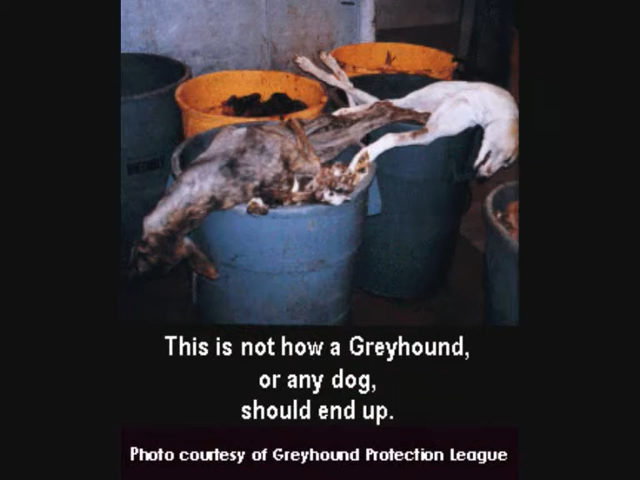 This is not how a Greyhound,
or any dog,
should end up.
Photo courtesy of Greyhound Protection League